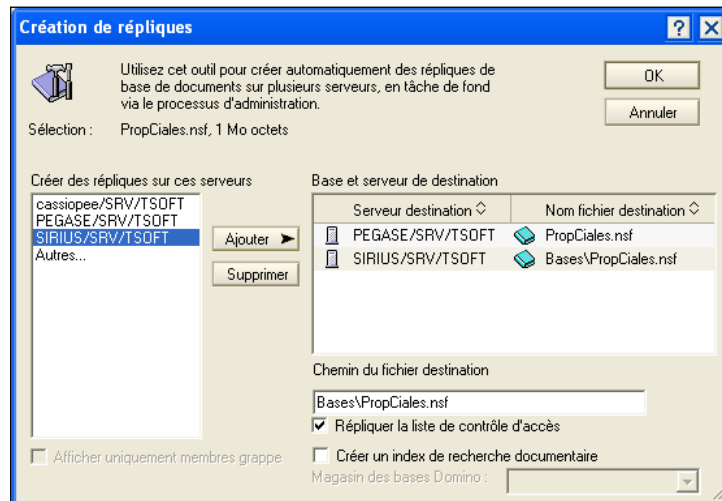 Création de répliques
Utilisez cet outil pour créer automatiquement des répliques de
base de documents sur plusieurs serveurs, en tâche de fond
via le processus d'administration.
OK
Annuler
Sélection : PropCiales.nsf, 1 Mo octets
Créer des répliques sur ces serveurs
cassiopee/SRV/TSOFT
PEGASE/SRV/TSOFT
SIRIUS/SRV/TSOFT
Autres...
Ajouter
Supprimer
Afficher uniquement membres grappe
Base et serveur de destination
Serveur destination Nom fichier destination
PEGASE/SRV/TSOFT PropCiales.nsf
SIRIUS/SRV/TSOFT Bases\PropCiales.nsf
Chemin du fichier destination
Bases\PropCiales.nsf
Répliquer la liste de contrôle d'accès
Créer un index de recherche documentaire
Magasin des bases Domino :